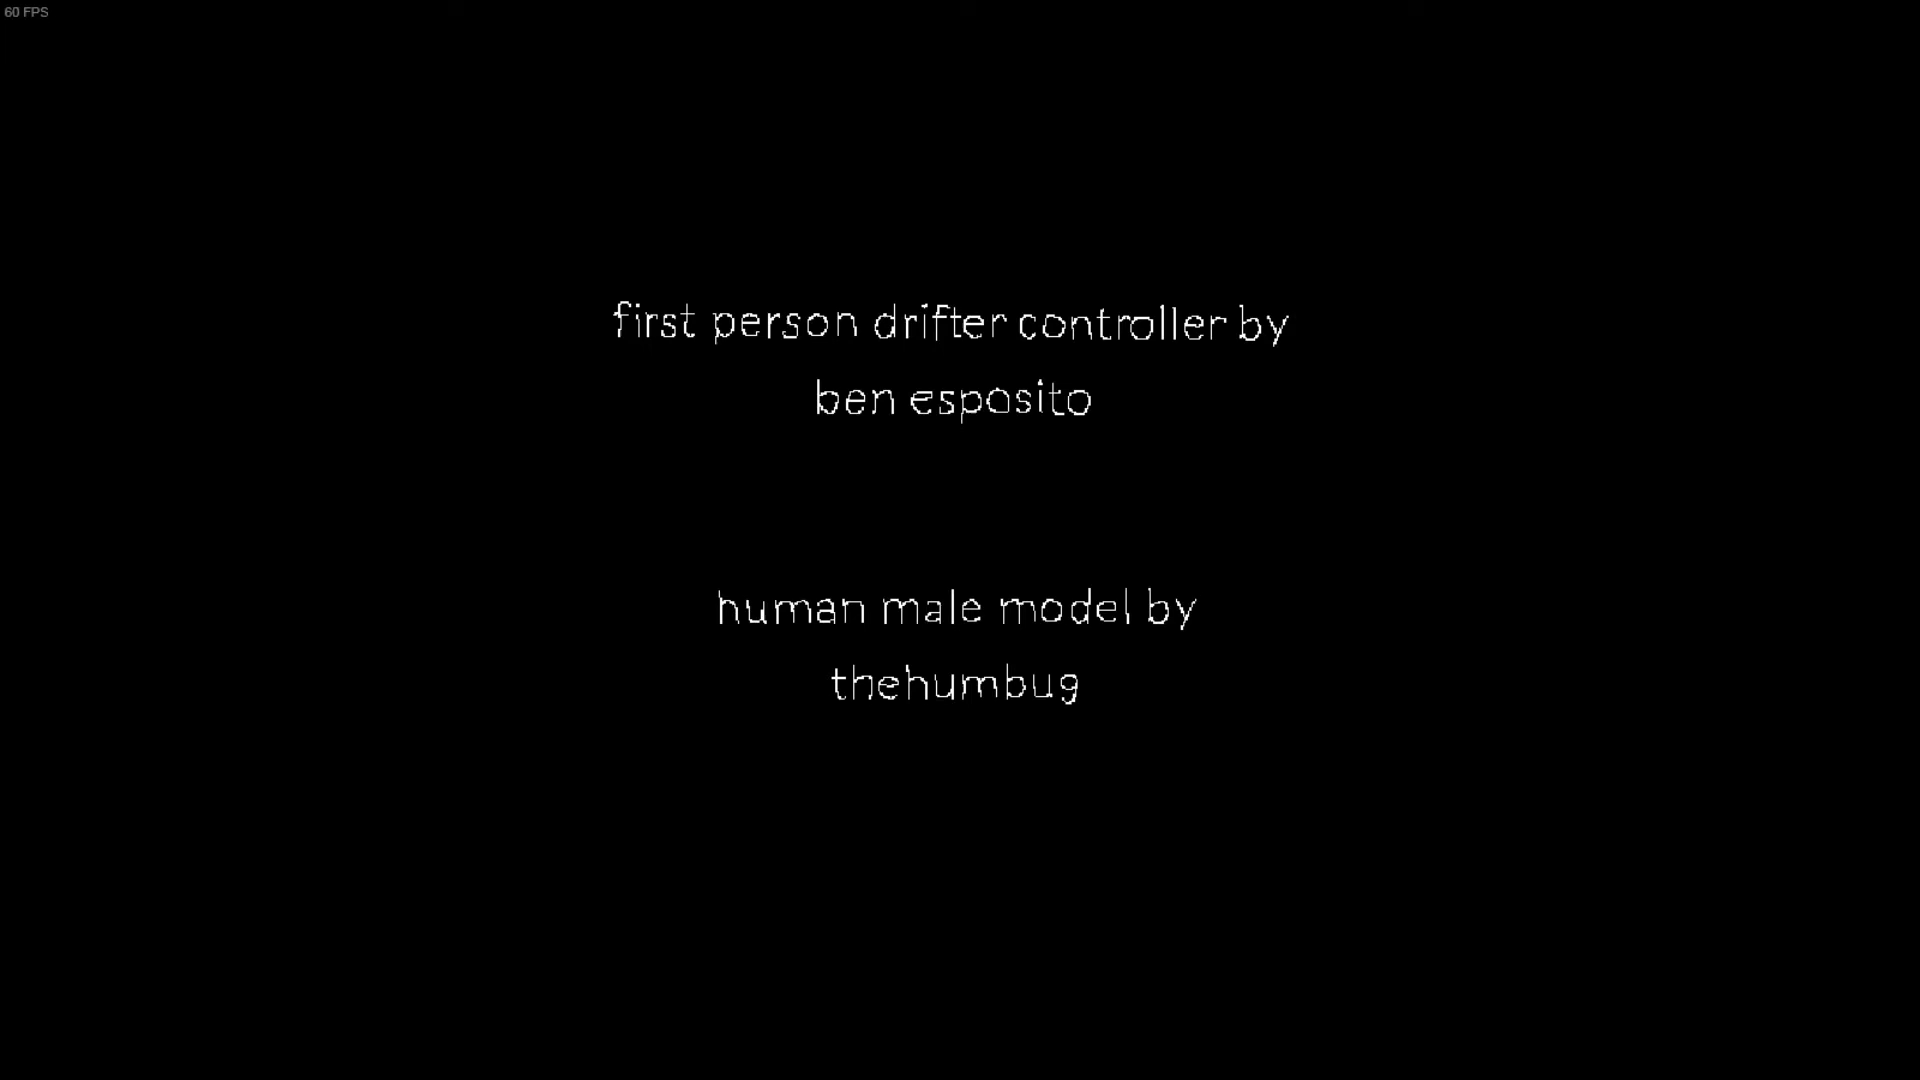 60 FPS
first person drifter controller by
ben esposito
human male model by
thehumbug